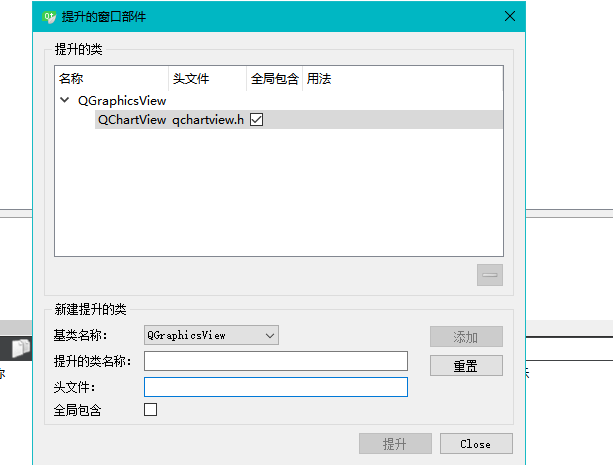 提升的窗口部件
提升的类
名称 头文件 全局包含 用法
QGraphicsView
QChartView qchartview.h
新建提升的类
基类名称： QGraphicsView 添加
提升的类名称： 重置
头文件：
全局包含
提升 Close